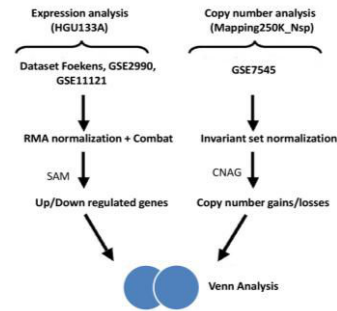 Expression analysis
(HGU133A)
Copy number analysis
(Mapping250K_Nsp)
Dataset Foekens, GSE2990,
GSE11121
GSE7545
RMA normalization + Combat
Invariant set normalization
SAM
CNAG
Up/Down regulated genes
Copy number gains/losses
Venn Analysis